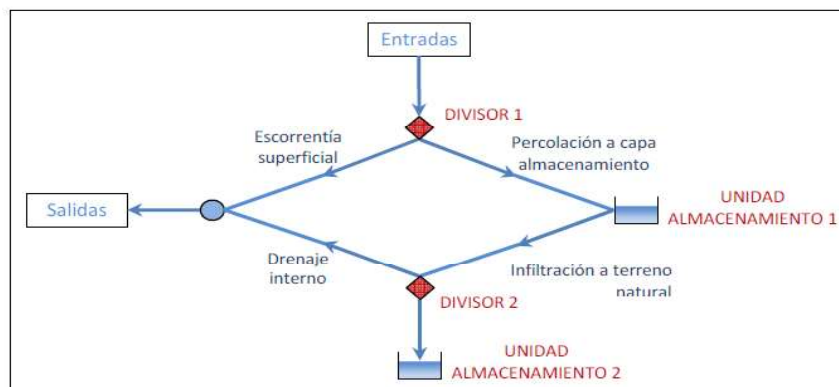 Entradas
DIVISOR 1
Escorrentía
superficial
Percolación a capa
almacenamiento
Salidas
UNIDAD
ALMACENAMIENTO 1
Drenaje
interno
Infiltración a terreno
natural
DIVISOR 2
UNIDAD
ALMACENAMIENTO 2